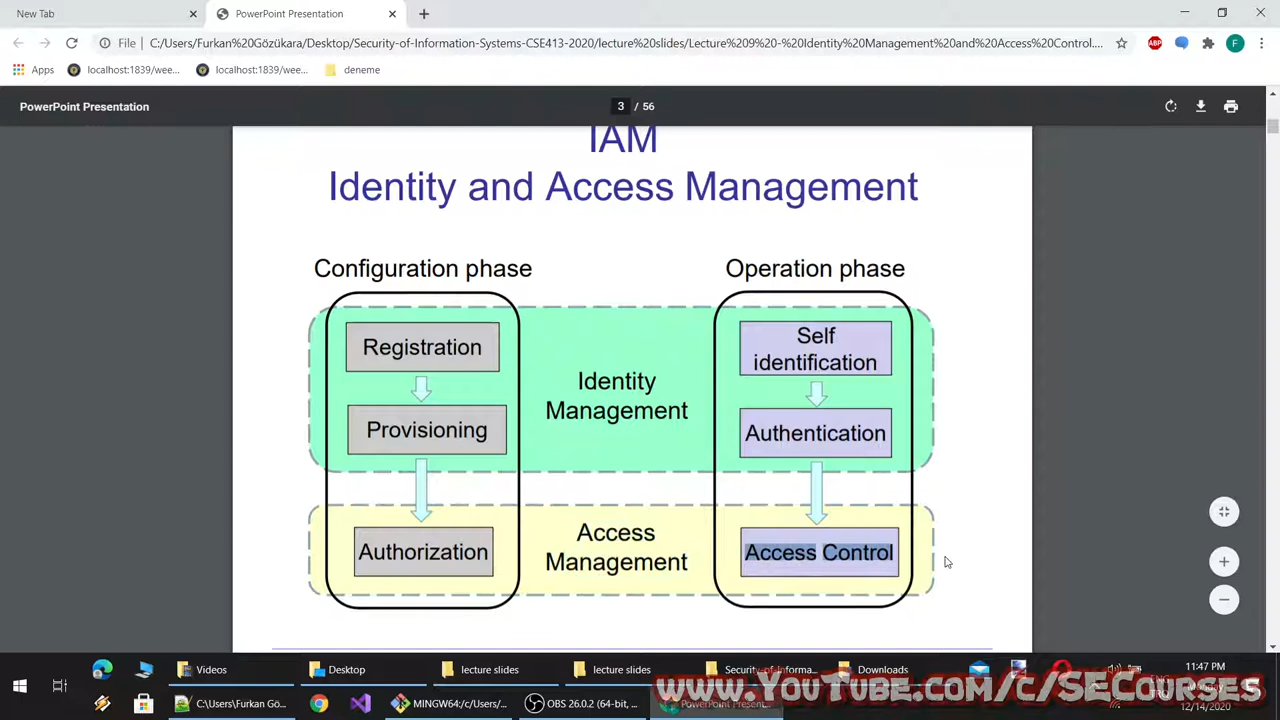 New Tab
PowerPoint Presentation
File
C:/Users/Furkan%20Gözükara/Desktop/Security-of-Information-Systems-CSE413-2020/lecture%20slides/Lecture%209%20-%20Identity%20Management%20and%20Access%20Control....
ABP
F
Apps
localhost:1839/wee...
localhost:1839/wee...
deneme
PowerPoint Presentation
3 / 56
IAM
Identity and Access Management
Configuration phase
Operation phase
Registration
Self
identification
Identity
Management
Provisioning
Authentication
Access
Management
Authorization
Access Control
Videos
Desktop
lecture slides
lecture slides
Security-of-Informa...
Downloads
11:47 PM
Monday
12/14/2020
C:\Users\Furkan Gö...
MINGW64:/c/Users/...
OBS 26.0.2 (64-bit, ...
PowerPoint Present...
www.YouTube.com/c/SECourses